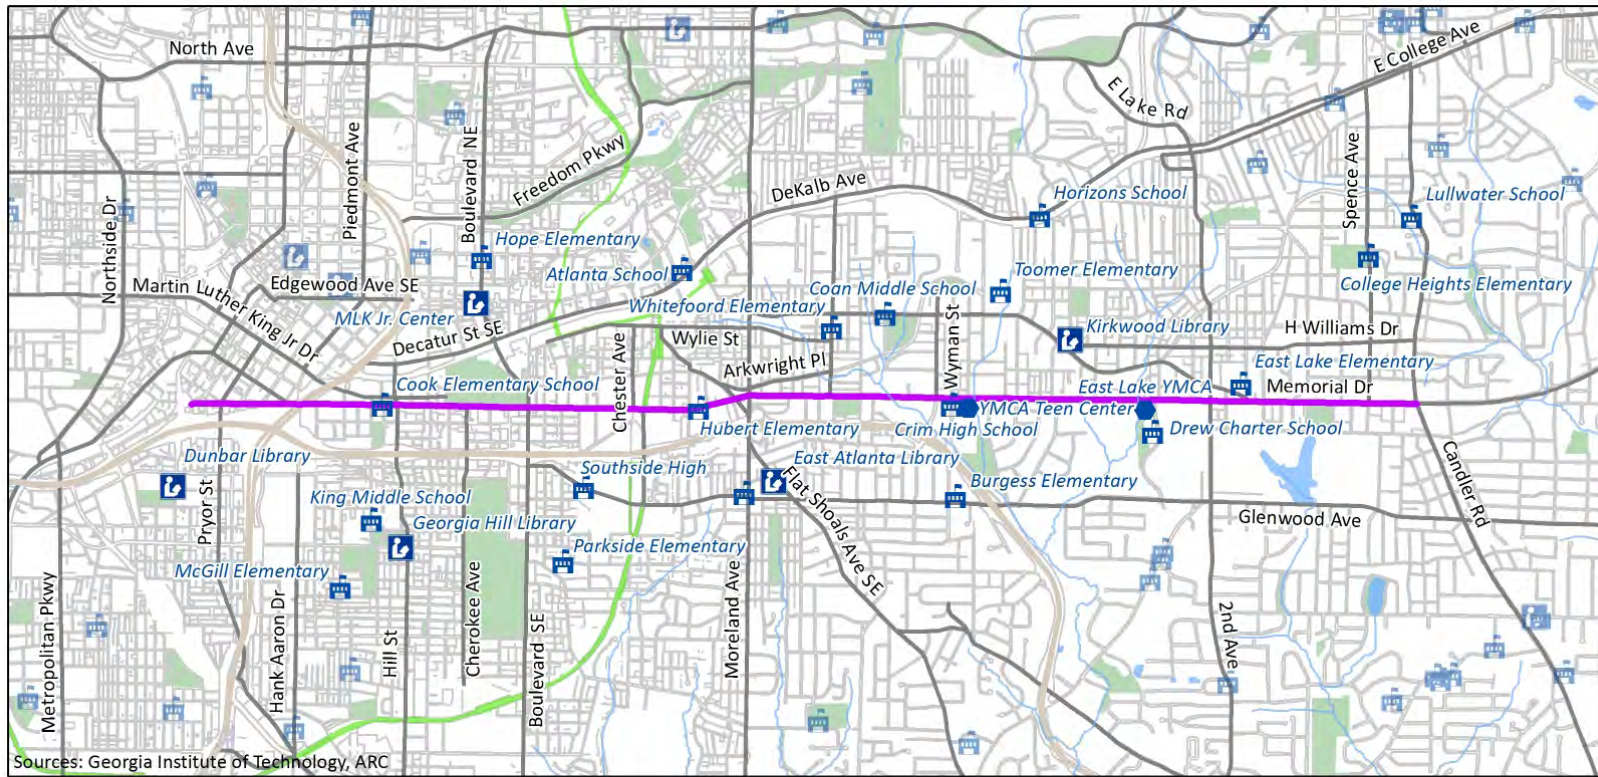 North Ave
E College Ave
E Lake Rd
Piedmont Ave
Boulevard NE
Freedom Pkwy
DeKalb Ave
Horizons School
Spence Ave
Lullwater School
Northside Dr
Hope Elementary
Atlanta School
Toomer Elementary
College Heights Elementary
Edgewood Ave SE
Martin Luther King Jr Dr
MLK Jr. Center
Decatur St SE
Whitefoord Elementary
Coan Middle School
Wyman St
Kirkwood Library
H Williams Dr
Chester Ave
Wylie St
Arkwright Pl
East Lake Elementary
Cook Elementary School
East Lake YMCA
Memorial Dr
YMCA Teen Center
Hubert Elementary
Crim High School
Drew Charter School
Dunbar Library
Southside High
East Atlanta Library
Burgess Elementary
Candler Rd
Pryor St
King Middle School
Georgia Hill Library
Flat Shoals Ave SE
Glenwood Ave
McGill Elementary
Parkside Elementary
Metropolitan Pkwy
Hank Aaron Dr
Hill St
Cherokee Ave
Boulevard SE
Moreland Ave
2nd Ave
Sources: Georgia Institute of Technology, ARC